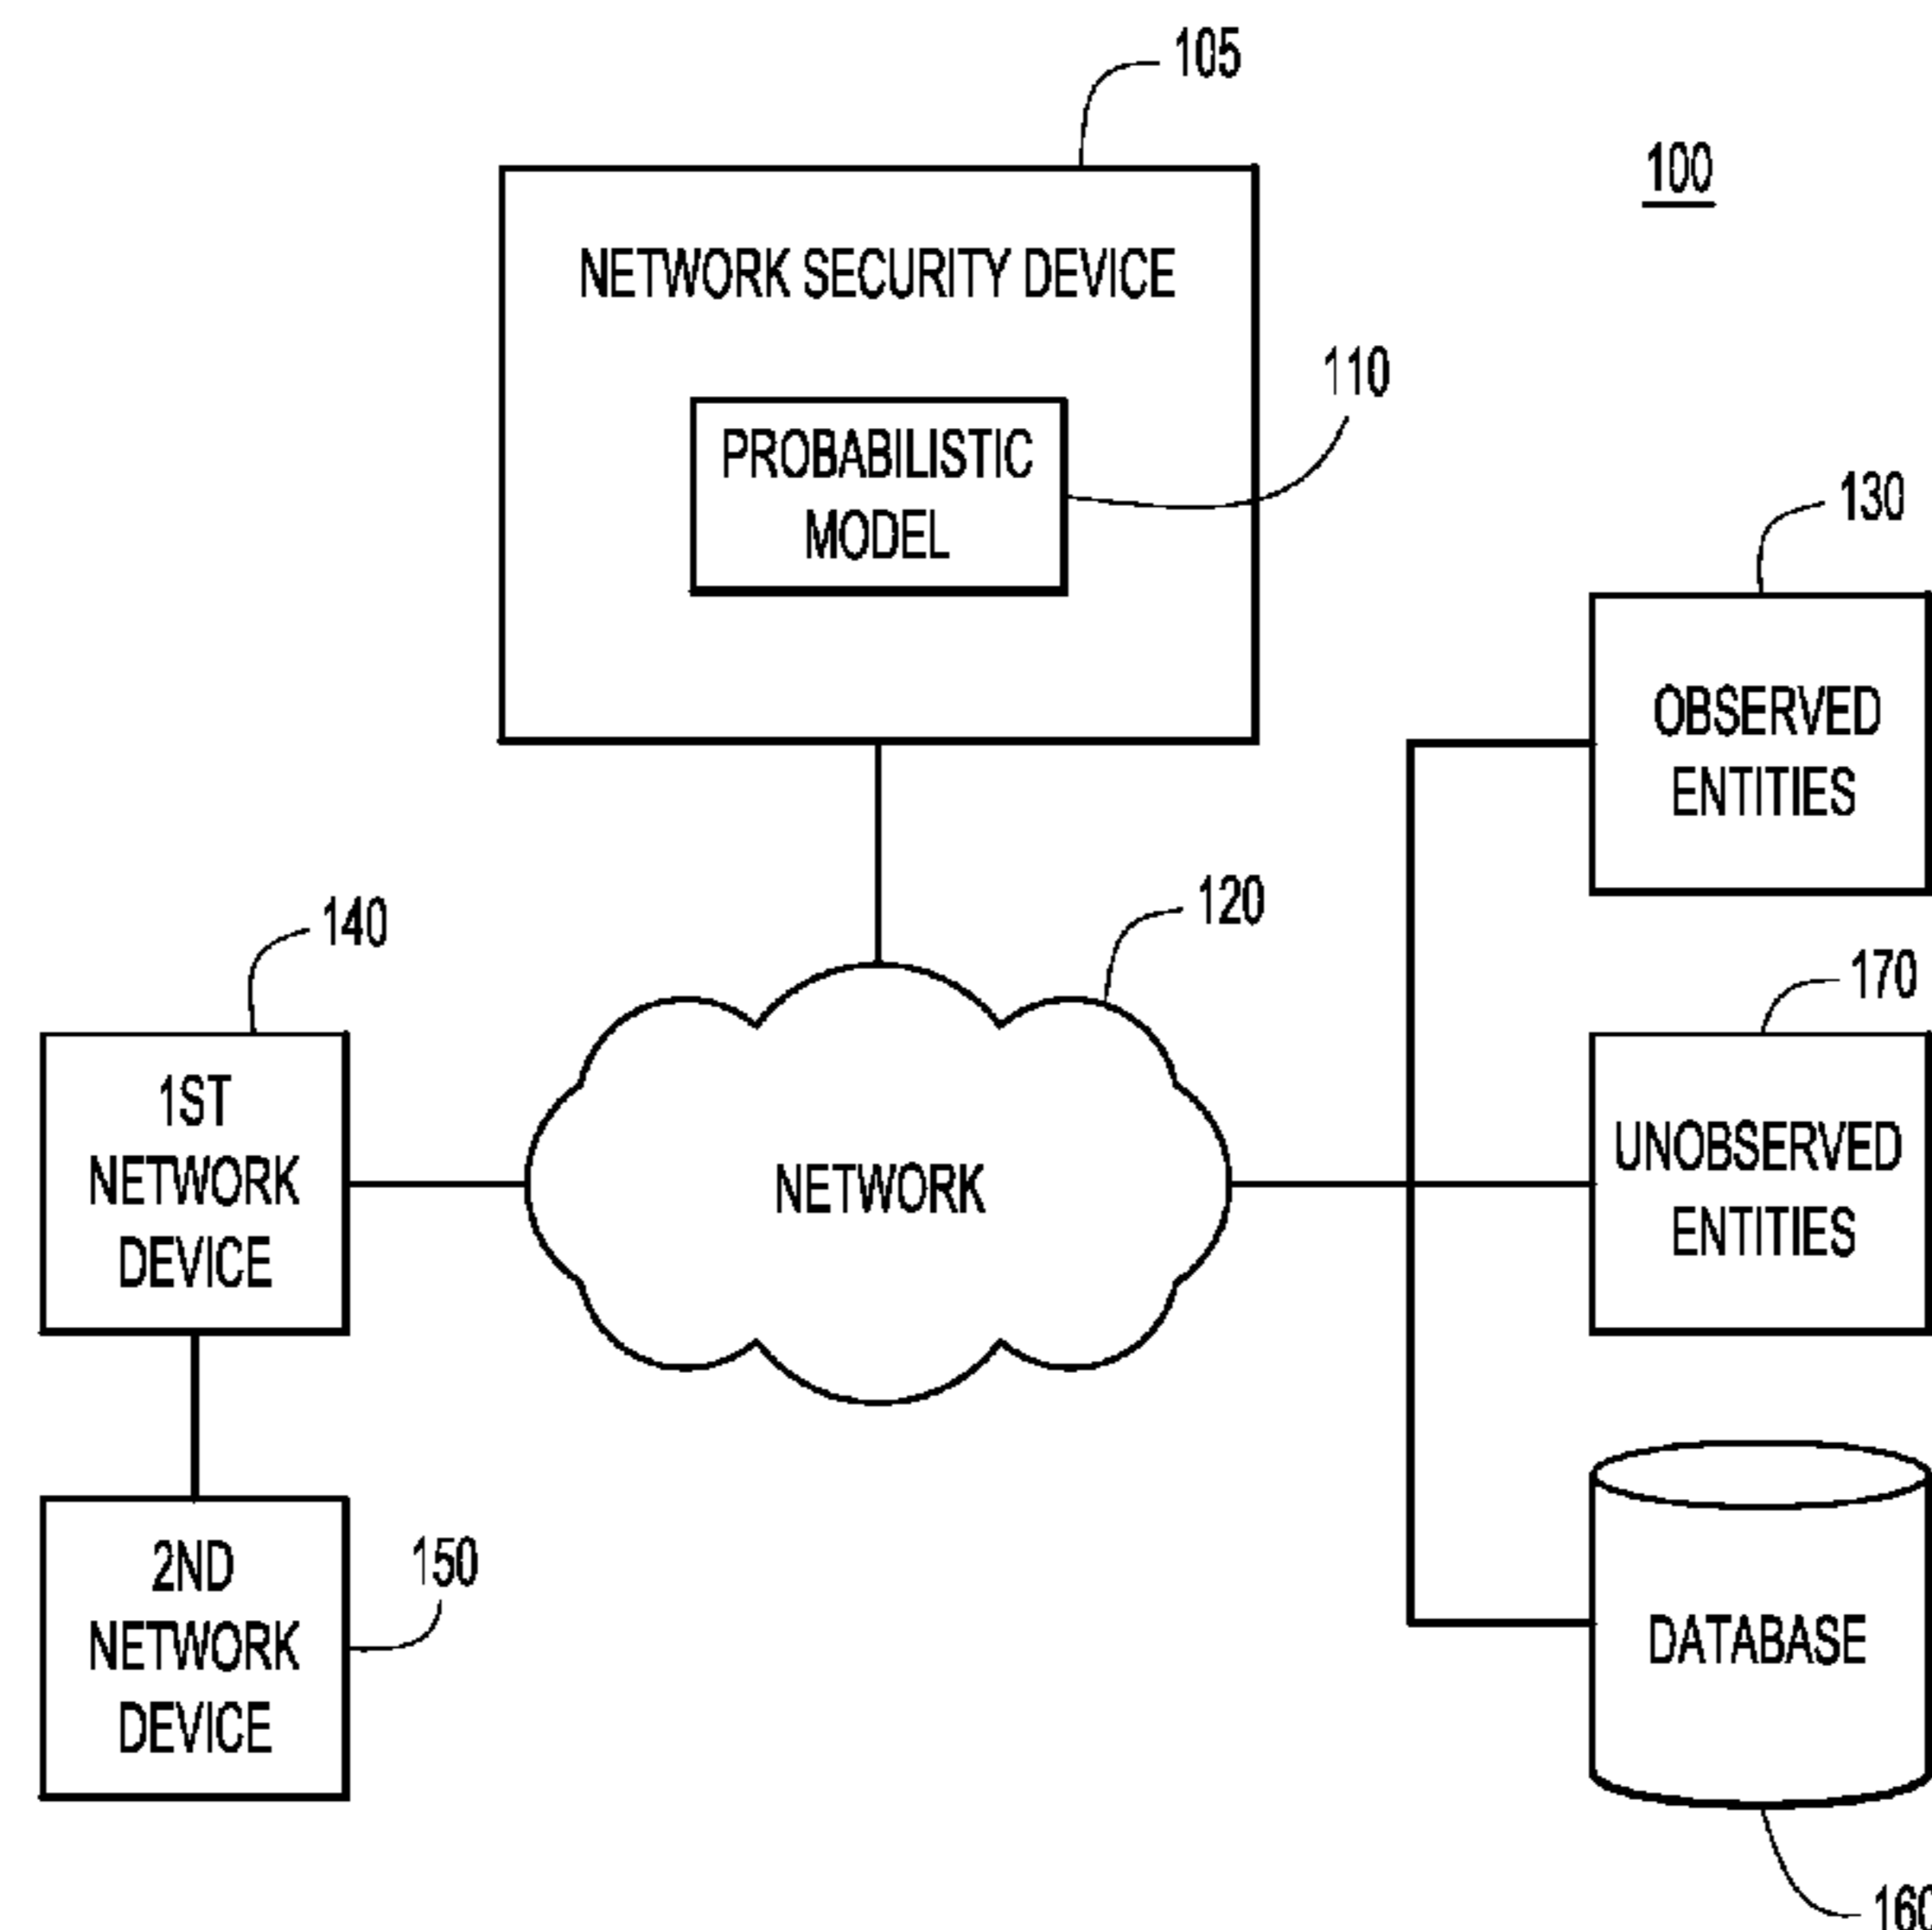 105
100
NETWORK SECURITY DEVICE
110
PROBABILISTIC
MODEL
130
OBSERVED
ENTITIES
140
120
170
1ST
NETWORK
DEVICE
NETWORK
UNOBSERVED
ENTITIES
150
2ND
NETWORK
DEVICE
DATABASE
160